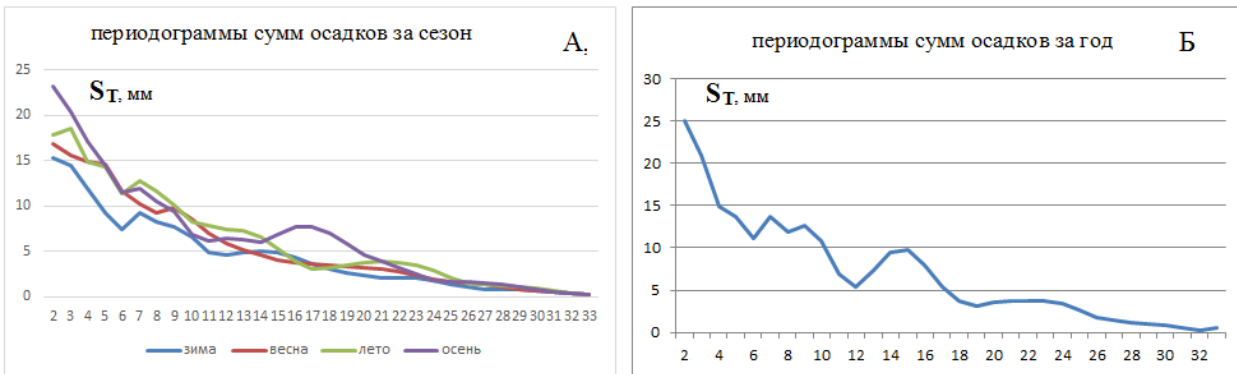 периодограммы сумм осадков за сезон
А,
25
S_T, мм
20
15
10
5
0
2 3 4 5 6 7 8 9 10 11 12 13 14 15 16 17 18 19 20 21 22 23 24 25 26 27 28 29 30 31 32 33
зима весна лето осень
периодограммы сумм осадков за год
Б
30
S_T, мм
25
20
15
10
5
0
2 4 6 8 10 12 14 16 18 20 22 24 26 28 30 32